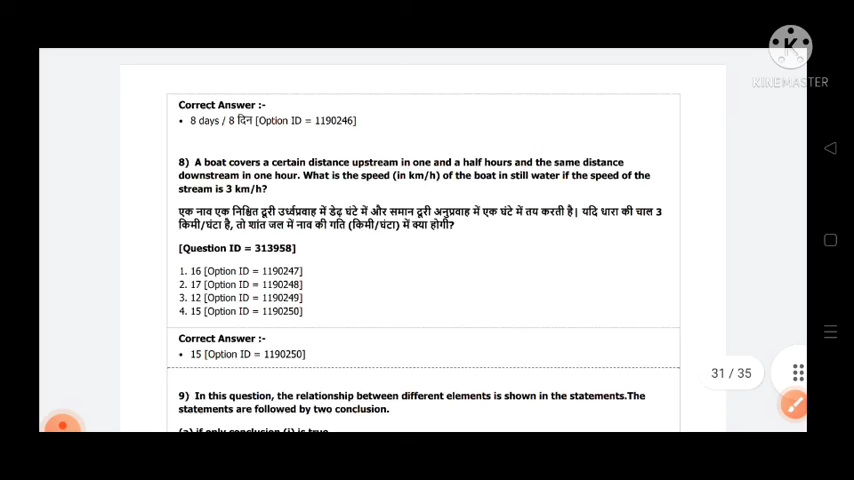 KINEMASTER
Correct Answer :-
• 8 days / 8 दिन [Option ID = 1190246]
8) A boat covers a certain distance upstream in one and a half hours and the same distance
downstream in one hour. What is the speed (in km/h) of the boat in still water if the speed of the
stream is 3 km/h?
एक नाव एक निश्चित दूरी उर्ध्वप्रवाह में डेढ़ घंटे में और समान दूरी अनुप्रवाह में एक घंटे में तय करती है| यदि धारा की चाल 3
किमी/घंटा है, तो शांत जल में नाव की गति (किमी/घंटा) में क्या होगी?
[Question ID = 313958]
1. 16 [Option ID = 1190247]
2. 17 [Option ID = 1190248]
3. 12 [Option ID = 1190249]
4. 15 [Option ID = 1190250]
Correct Answer :-
• 15 [Option ID = 1190250]
31 / 35
9) In this question, the relationship between different elements is shown in the statements.The
statements are followed by two conclusion.
(a) if only conclusion (i) is true